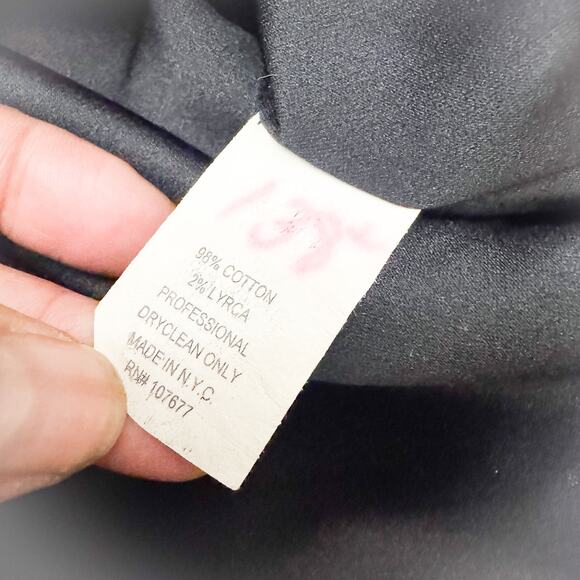 98% COTTON
2% LYRCA
PROFESSIONAL
DRYCLEAN ONLY
MADE IN N.Y.C.
RN# 107677